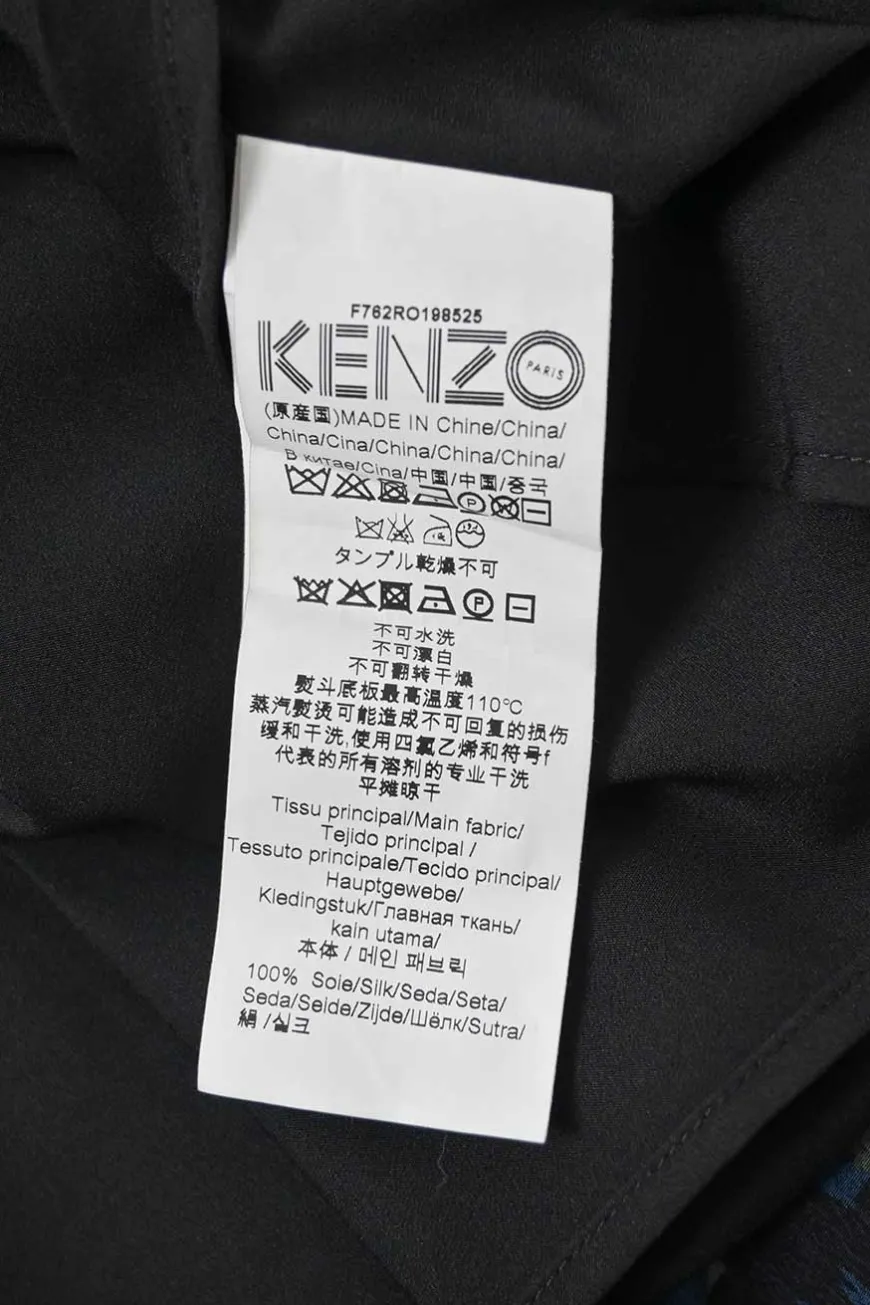 F762RO198525
KENZO PARIS
(原産国)MADE IN Chine/China/
China/Cina/China/China/China/
В китае/Cina/中国/中国/중국
P W
タンブル乾燥不可
P
不可水洗
不可漂白
不可翻转干燥
熨斗底板最高温度110°C
蒸汽熨烫可能造成不可回复的损伤
缓和干洗,使用四氯乙烯和符号f
代表的所有溶剂的专业干洗
平摊晾干
Tissu principal/Main fabric/
Tejido principal /
Tessuto principale/Tecido principal/
Hauptgewebe/
Kledingstuk/Главная ткань/
kain utama/
本体 / 메인 패브릭
100% Soie/Silk/Seda/Seta/
Seda/Seide/Zijde/Шёлк/Sutra/
絹 /실크